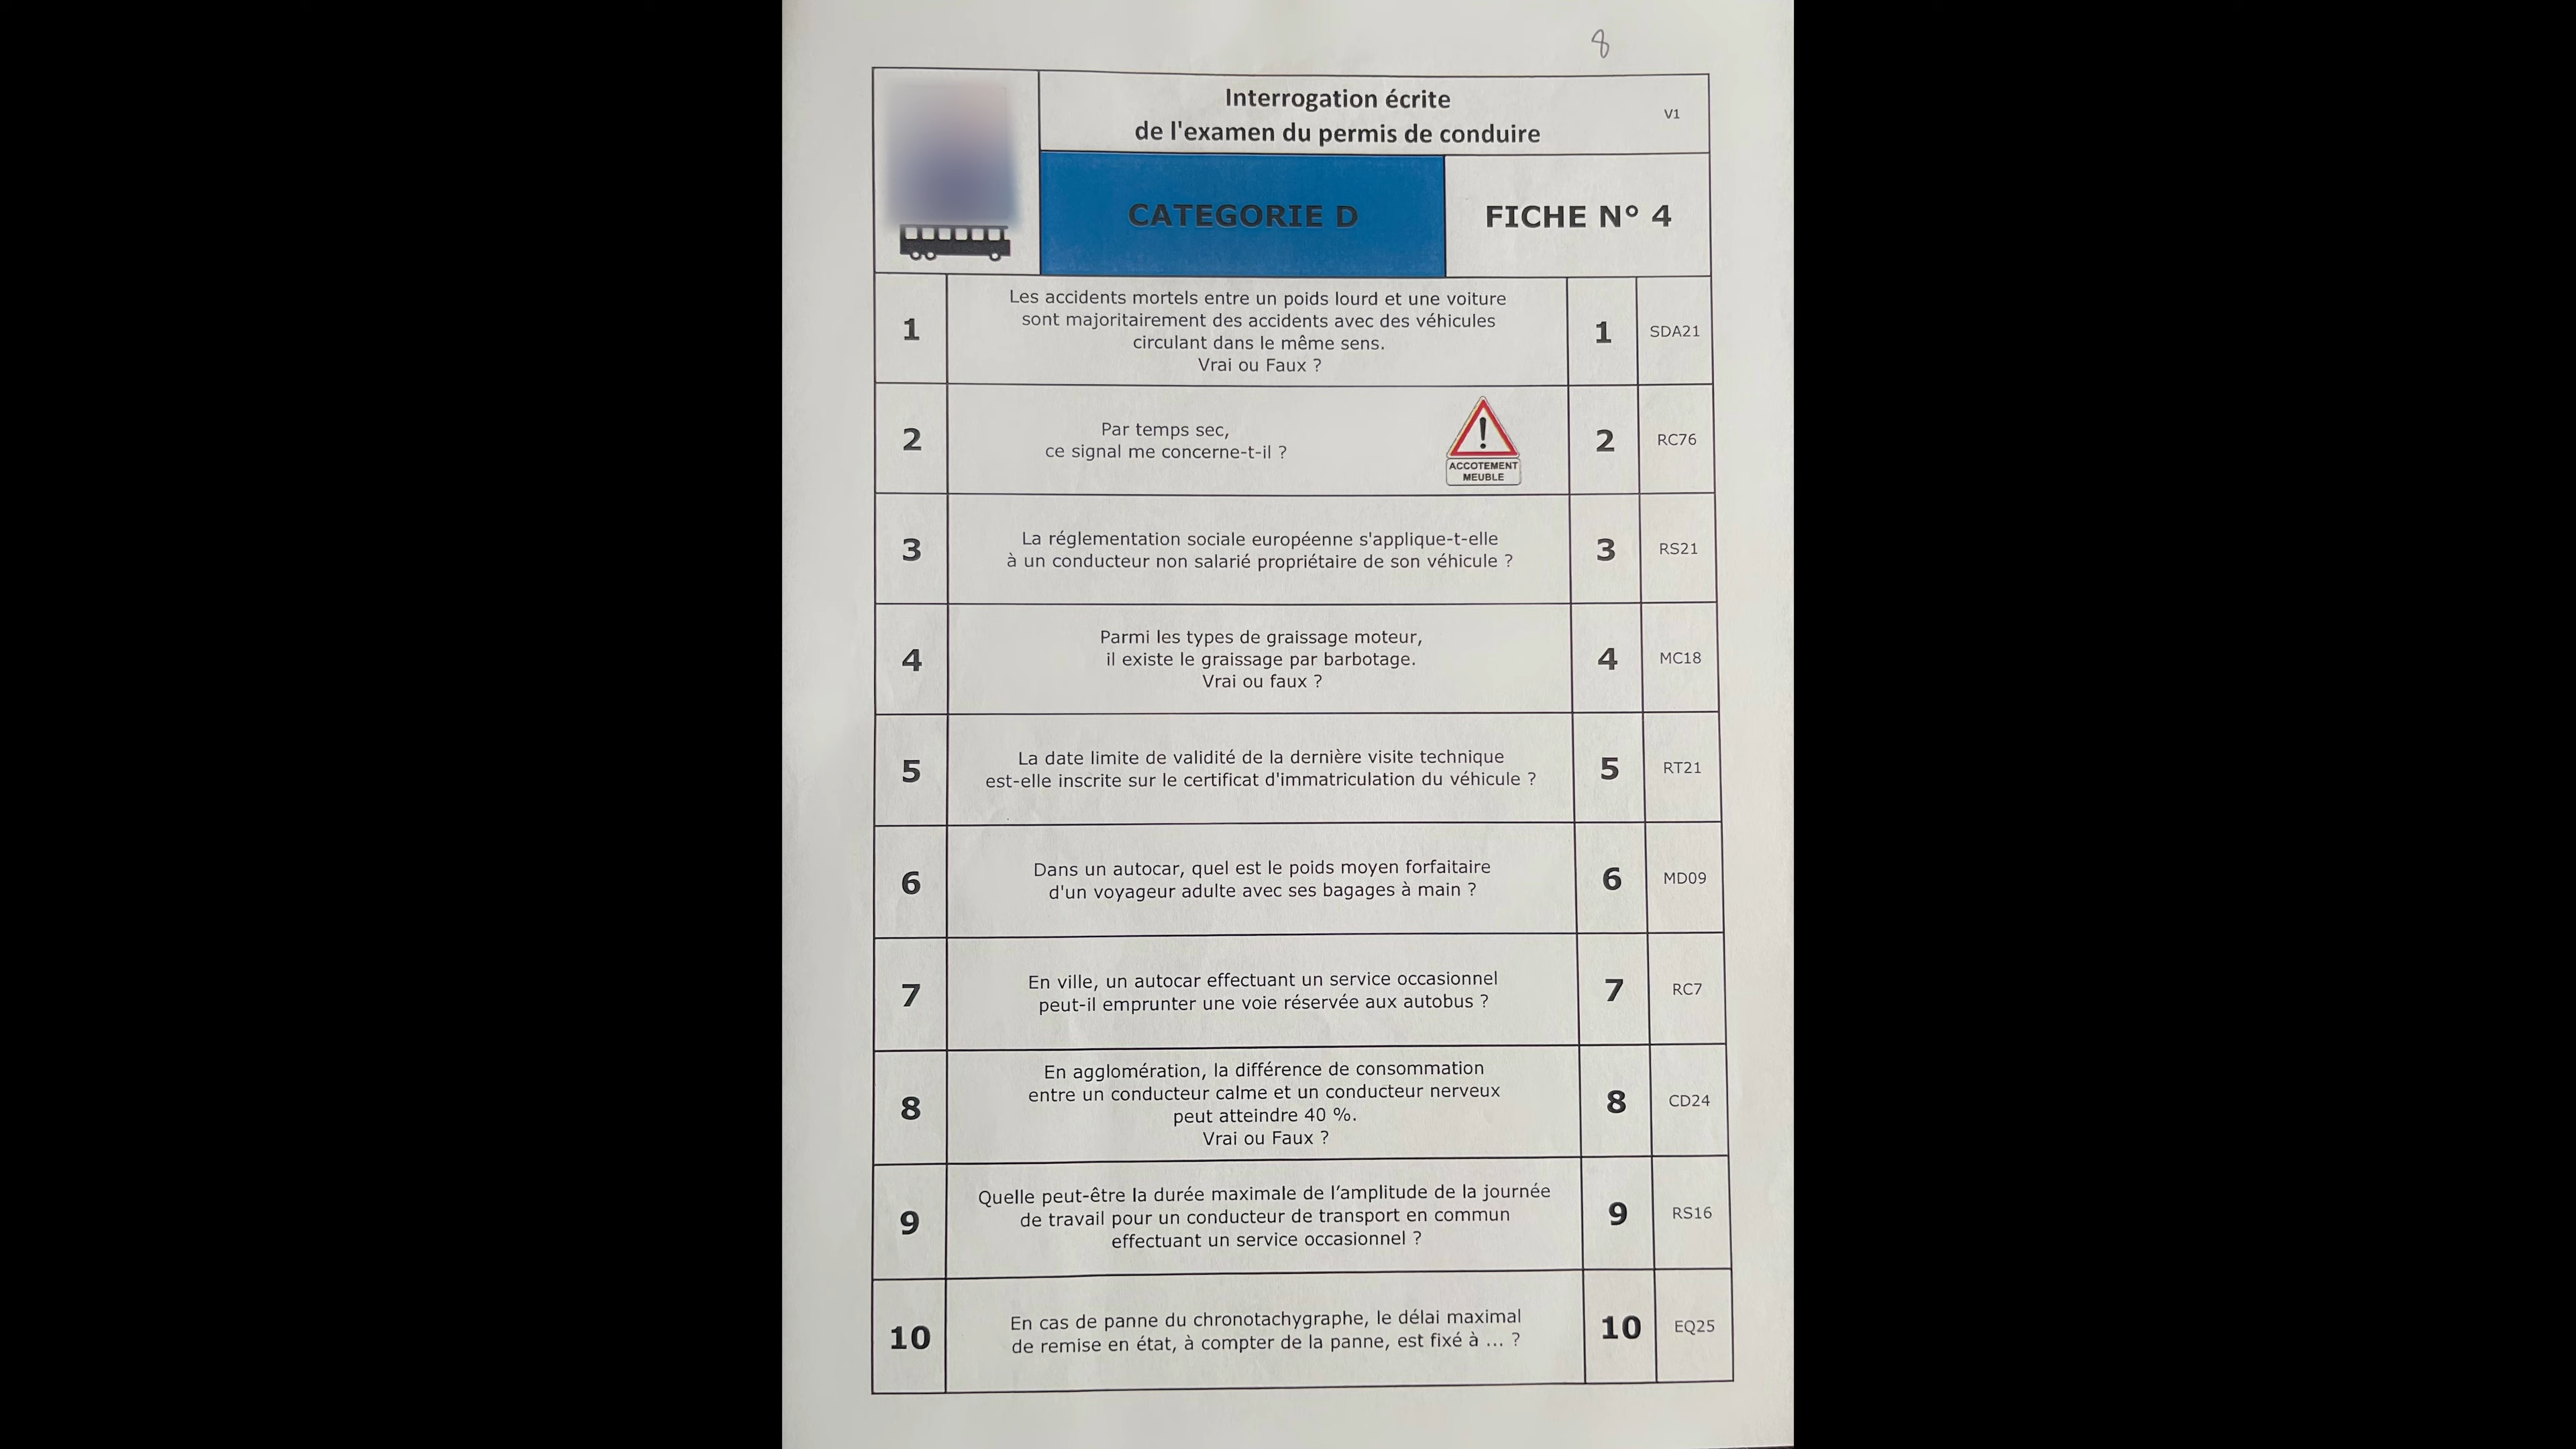 8
Interrogation écrite
de l'examen du permis de conduire
V1
CATEGORIE D
FICHE N° 4
1
Les accidents mortels entre un poids lourd et une voiture
sont majoritairement des accidents avec des véhicules
circulant dans le même sens.
Vrai ou Faux ?
1
SDA21
2
Par temps sec,
ce signal me concerne-t-il ?
!
ACCOTEMENT
MEUBLE
2
RC76
3
La réglementation sociale européenne s'applique-t-elle
à un conducteur non salarié propriétaire de son véhicule ?
3
RS21
4
Parmi les types de graissage moteur,
il existe le graissage par barbotage.
Vrai ou faux ?
4
MC18
5
La date limite de validité de la dernière visite technique
est-elle inscrite sur le certificat d'immatriculation du véhicule ?
5
RT21
6
Dans un autocar, quel est le poids moyen forfaitaire
d'un voyageur adulte avec ses bagages à main ?
6
MD09
7
En ville, un autocar effectuant un service occasionnel
peut-il emprunter une voie réservée aux autobus ?
7
RC7
8
En agglomération, la différence de consommation
entre un conducteur calme et un conducteur nerveux
peut atteindre 40 %.
Vrai ou Faux ?
8
CD24
9
Quelle peut-être la durée maximale de l’amplitude de la journée
de travail pour un conducteur de transport en commun
effectuant un service occasionnel ?
9
RS16
10
En cas de panne du chronotachygraphe, le délai maximal
de remise en état, à compter de la panne, est fixé à ... ?
10
EQ25